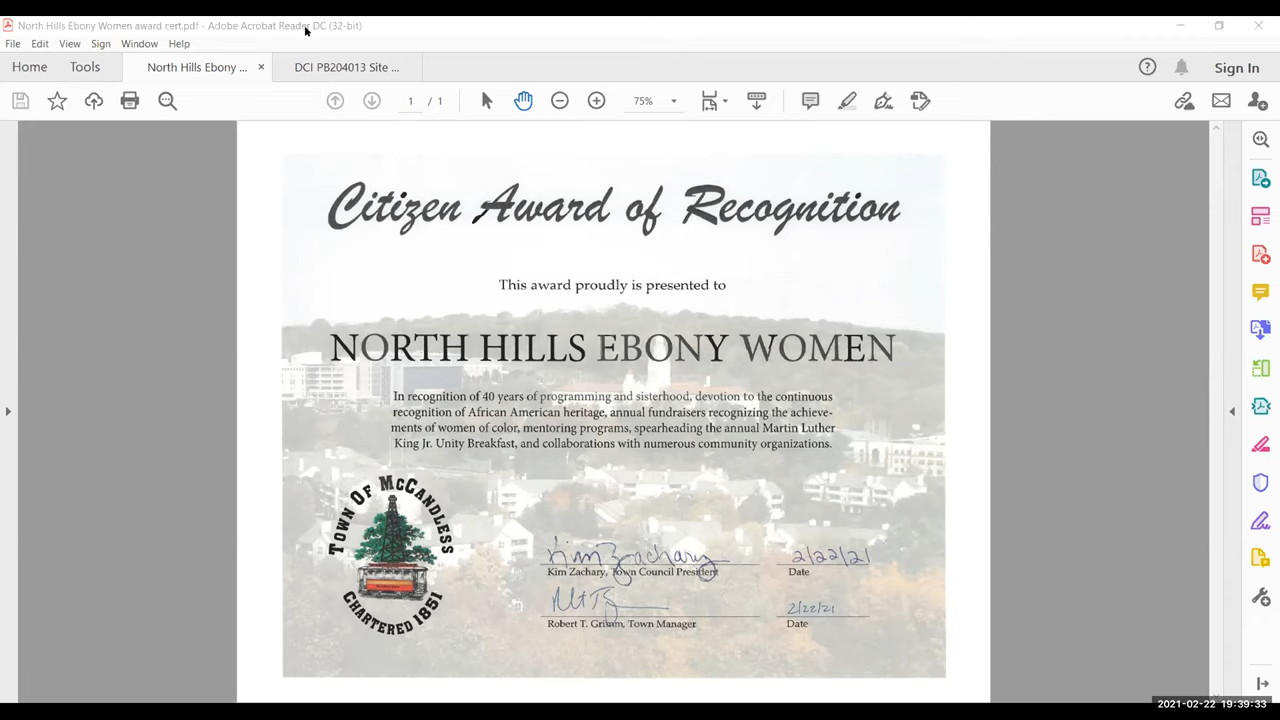 North Hills Ebony Women award cert.pdf - Adobe Acrobat Reader DC (32-bit)
File Edit View Sign Window Help
Home Tools North Hills Ebony ... × DCI PB204013 Site ... Sign In
1 / 1 75%
Citizen Award of Recognition
This award proudly is presented to
NORTH HILLS EBONY WOMEN
In recognition of 40 years of programming and sisterhood, devotion to the continuous
recognition of African American heritage, annual fundraisers recognizing the achieve-
ments of women of color, mentoring programs, spearheading the annual Martin Luther
King Jr. Unity Breakfast, and collaborations with numerous community organizations.
TOWN OF MCCANDLESS
CHARTERED 1851
Kim Zachary 2/22/21
Kim Zachary, Town Council President Date
2/22/21
Robert T. Grimm, Town Manager Date
2021-02-22 19:39:33